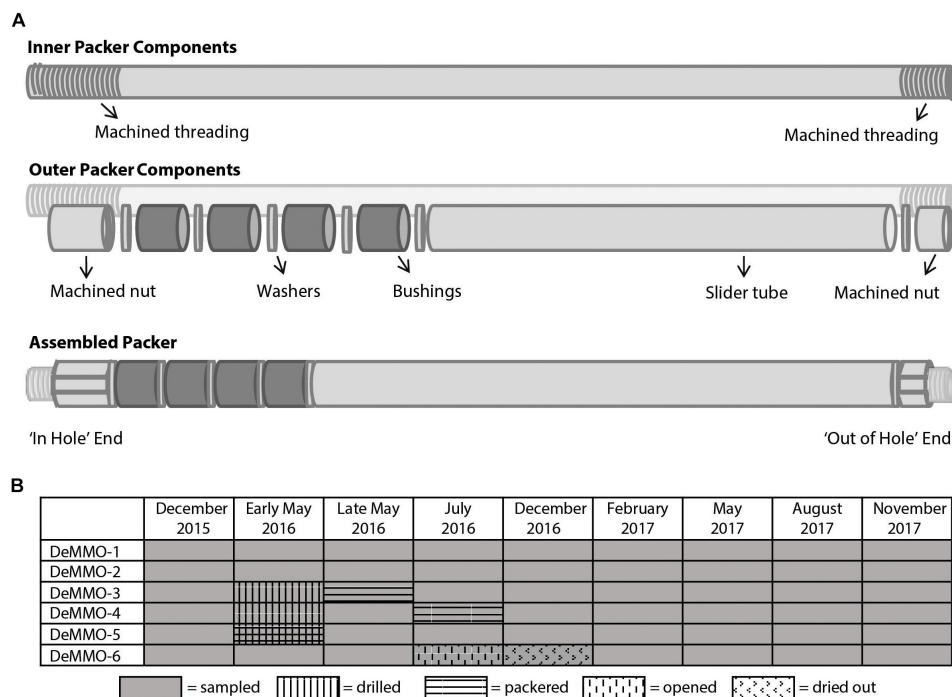 A
Inner Packer Components
Machined threading
Machined threading
Outer Packer Components
Machined nut
Washers
Bushings
Slider tube
Machined nut
Assembled Packer
'In Hole' End
'Out of Hole' End
B
December 2015
Early May 2016
Late May 2016
July 2016
December 2016
February 2017
May 2017
August 2017
November 2017
DeMMO-1
DeMMO-2
DeMMO-3
DeMMO-4
DeMMO-5
DeMMO-6
= sampled
= drilled
= packered
= opened
= dried out